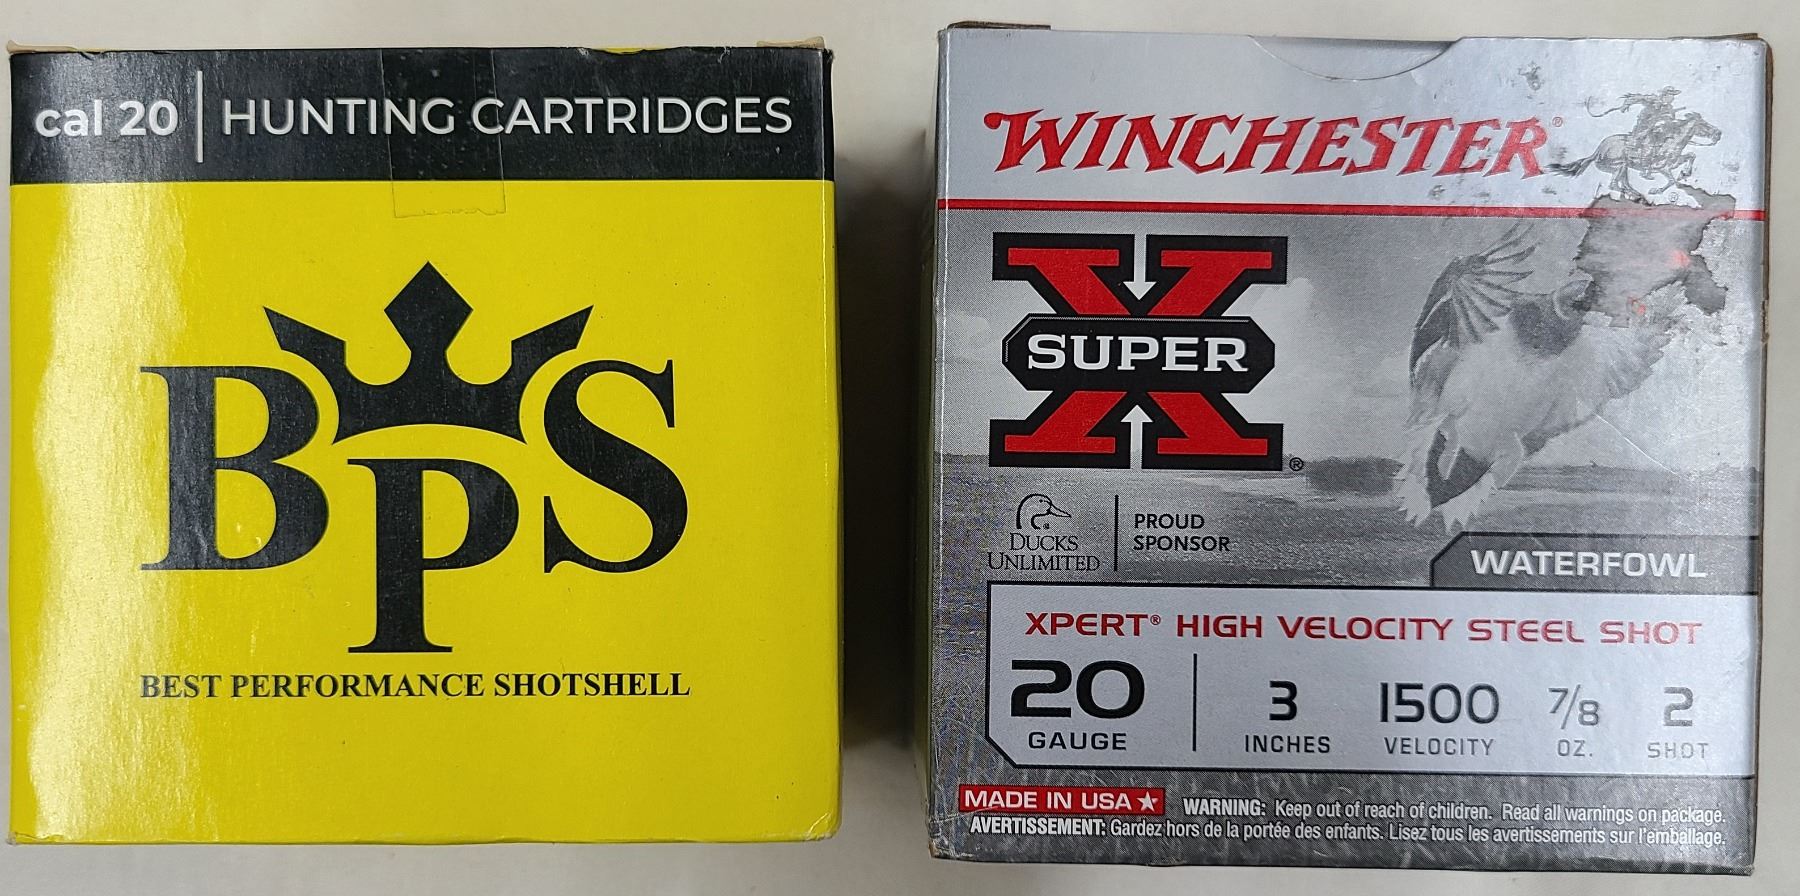 cal 20 | HUNTING CARTRIDGES
BPS
BEST PERFORMANCE SHOTSHELL
WINCHESTER®
X
SUPER
®
DUCKS
UNLIMITED
PROUD
SPONSOR
WATERFOWL
XPERT® HIGH VELOCITY STEEL SHOT
20 3 1500 7/8 2
GAUGE INCHES VELOCITY OZ. SHOT
MADE IN USA WARNING: Keep out of reach of children. Read all warnings on package.
AVERTISSEMENT: Gardez hors de la portée des enfants. Lisez tous les avertissements sur l'emballage.